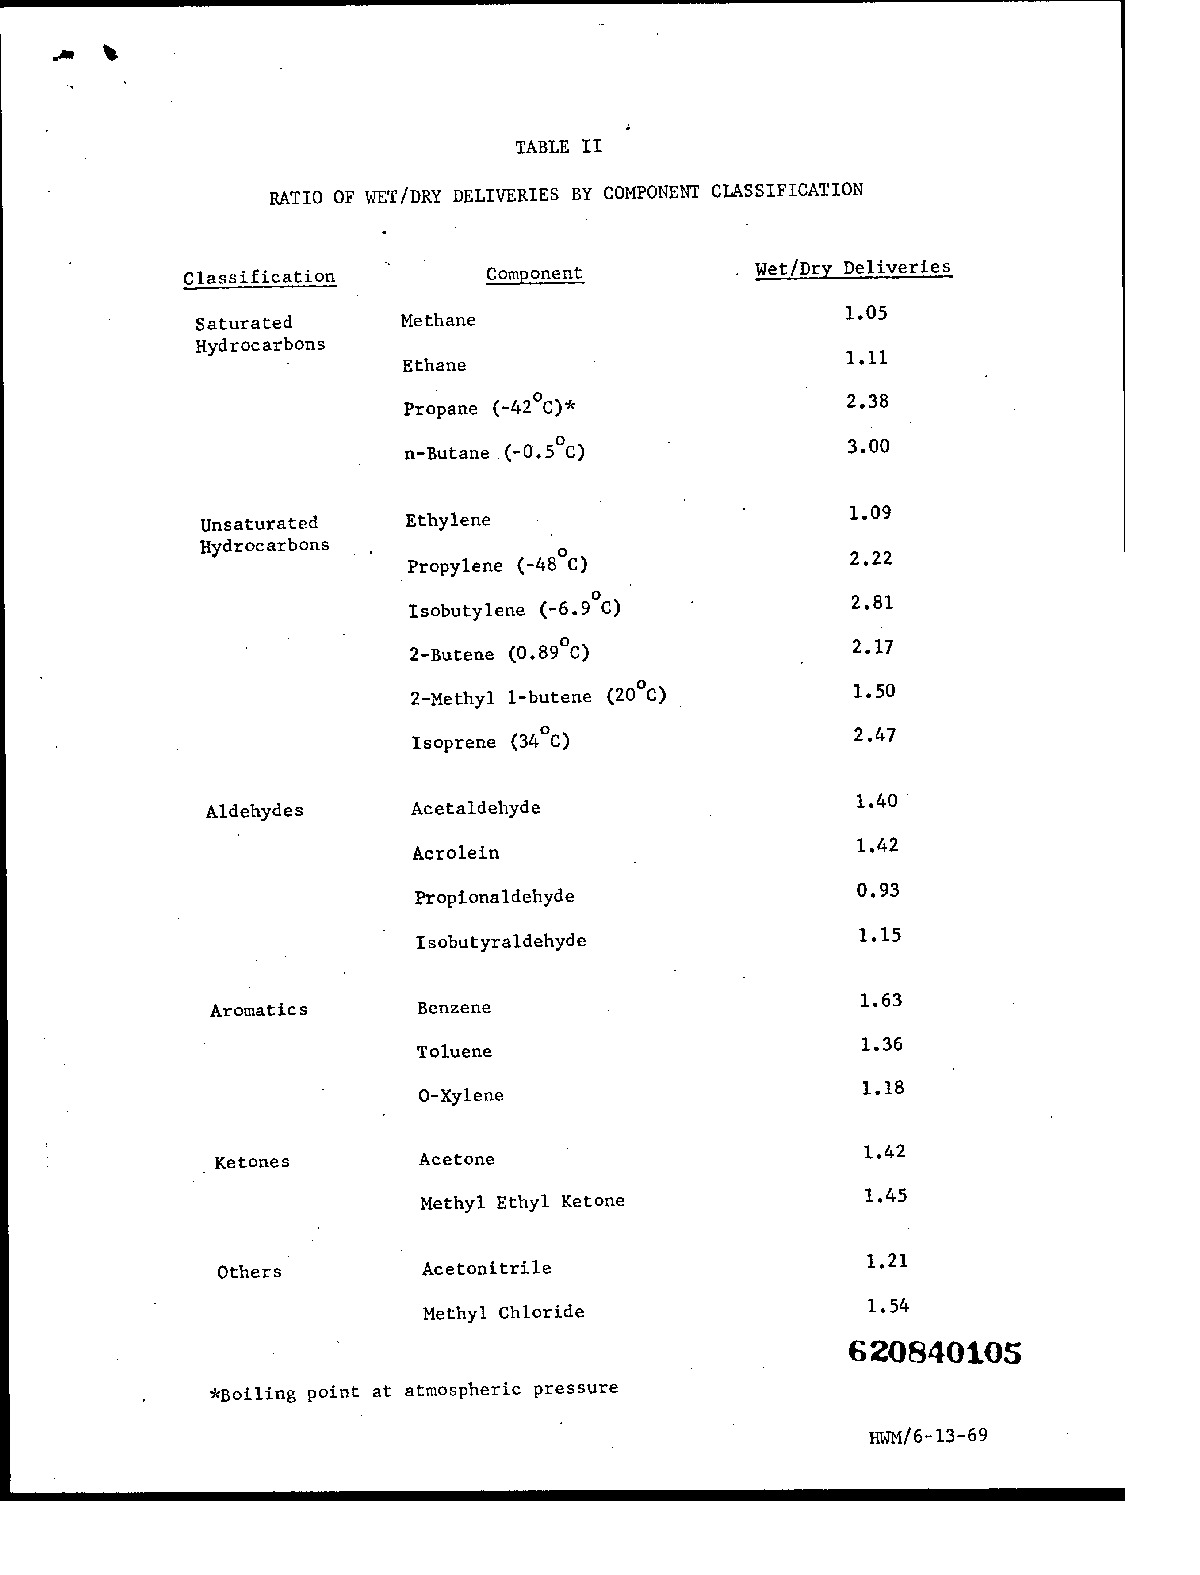 TABLE II
RATIO OF WET/DRY DELIVERIES BY COMPONENT CLASSIFICATION
Classification Component Wet/Dry Deliveries
Saturated Methane 1.05
Hydrocarbons
Ethane 1.11
Propane (-42°C)* 2.38
n-Butane (-0.5°C) 3.00
Unsaturated Ethylene 1.09
Hydrocarbons
Propylene (-48°C) 2.22
Isobutylene (-6.9°C) 2.81
2-Butene (0.89°C) 2.17
2-Methyl 1-butene (20°C) 1.50
Isoprene (34°C) 2.47
Aldehydes Acetaldehyde 1.40
Acrolein 1.42
Propionaldehyde 0.93
Isobutyraldehyde 1.15
Aromatics Benzene 1.63
Toluene 1.36
O-Xylene 1.18
Ketones Acetone 1.42
Methyl Ethyl Ketone 1.45
Others Acetonitrile 1.21
Methyl Chloride 1.54
620840105
*Boiling point at atmospheric pressure
HWM/6-13-69